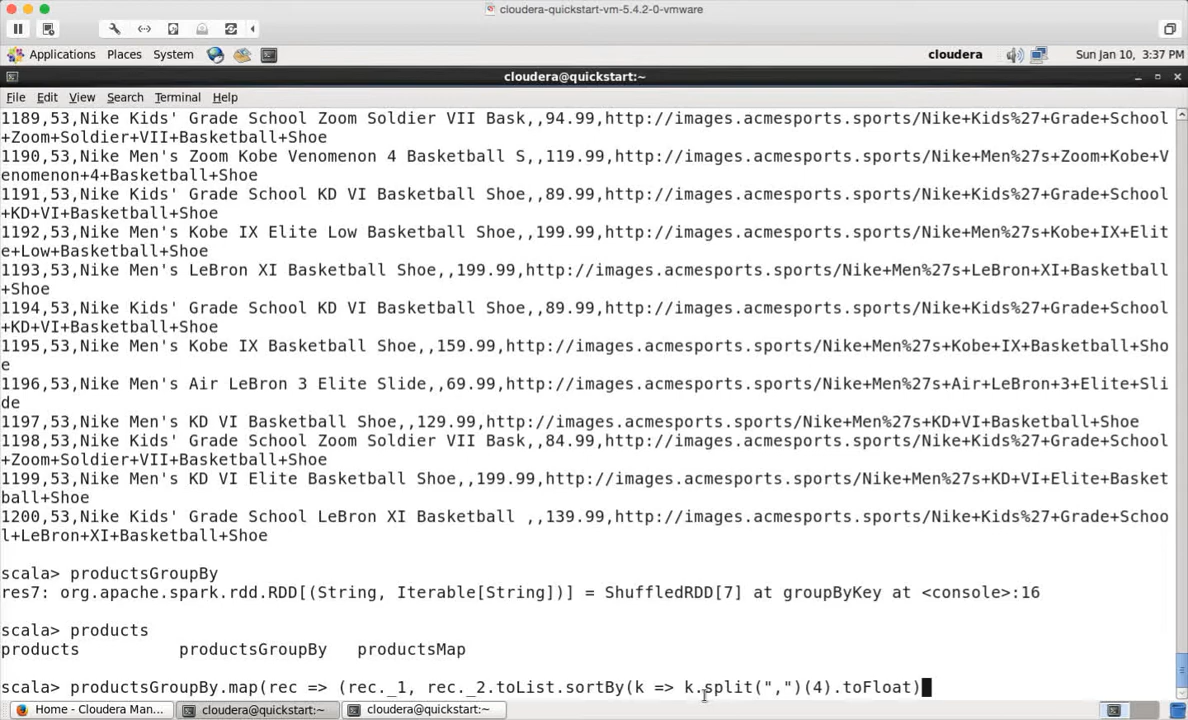 cloudera-quickstart-vm-5.4.2-0-vmware
Applications Places System cloudera Sun Jan 10, 3:37 PM
cloudera@quickstart:~
File Edit View Search Terminal Help
1189,53,Nike Kids' Grade School Zoom Soldier VII Bask,,94.99,http://images.acmesports.sports/Nike+Kids%27+Grade+School
+Zoom+Soldier+VII+Basketball+Shoe
1190,53,Nike Men's Zoom Kobe Venomenon 4 Basketball S,,119.99,http://images.acmesports.sports/Nike+Men%27s+Zoom+Kobe+V
enomenon+4+Basketball+Shoe
1191,53,Nike Kids' Grade School KD VI Basketball Shoe,,89.99,http://images.acmesports.sports/Nike+Kids%27+Grade+School
+KD+VI+Basketball+Shoe
1192,53,Nike Men's Kobe IX Elite Low Basketball Shoe,,199.99,http://images.acmesports.sports/Nike+Men%27s+Kobe+IX+Elit
e+Low+Basketball+Shoe
1193,53,Nike Men's LeBron XI Basketball Shoe,,199.99,http://images.acmesports.sports/Nike+Men%27s+LeBron+XI+Basketball
+Shoe
1194,53,Nike Kids' Grade School KD VI Basketball Shoe,,89.99,http://images.acmesports.sports/Nike+Kids%27+Grade+School
+KD+VI+Basketball+Shoe
1195,53,Nike Men's Kobe IX Basketball Shoe,,159.99,http://images.acmesports.sports/Nike+Men%27s+Kobe+IX+Basketball+Sho
e
1196,53,Nike Men's Air LeBron 3 Elite Slide,,69.99,http://images.acmesports.sports/Nike+Men%27s+Air+LeBron+3+Elite+Sli
de
1197,53,Nike Men's KD VI Basketball Shoe,,129.99,http://images.acmesports.sports/Nike+Men%27s+KD+VI+Basketball+Shoe
1198,53,Nike Kids' Grade School Zoom Soldier VII Bask,,84.99,http://images.acmesports.sports/Nike+Kids%27+Grade+School
+Zoom+Soldier+VII+Basketball+Shoe
1199,53,Nike Men's KD VI Elite Basketball Shoe,,199.99,http://images.acmesports.sports/Nike+Men%27s+KD+VI+Elite+Basket
ball+Shoe
1200,53,Nike Kids' Grade School LeBron XI Basketball ,,139.99,http://images.acmesports.sports/Nike+Kids%27+Grade+Schoo
l+LeBron+XI+Basketball+Shoe
scala> productsGroupBy
res7: org.apache.spark.rdd.RDD[(String, Iterable[String])] = ShuffledRDD[7] at groupByKey at <console>:16
scala> products
products productsGroupBy productsMap
scala> productsGroupBy.map(rec => (rec._1, rec._2.toList.sortBy(k => k.split(",")(4).toFloat)
Home - Cloudera Man... cloudera@quickstart:~ cloudera@quickstart:~